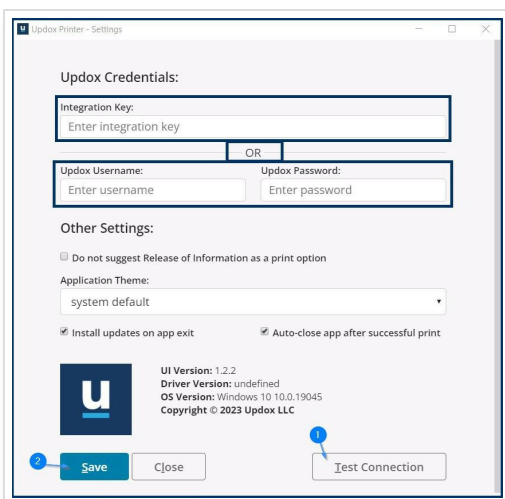 u Updox Printer - Settings
Updox Credentials:
Integration Key:
Enter integration key
OR
Updox Username: Updox Password:
Enter username Enter password
Other Settings:
Do not suggest Release of Information as a print option
Application Theme:
system default
Install updates on app exit Auto-close app after successful print
u
UI Version: 1.2.2
Driver Version: undefined
OS Version: Windows 10 10.0.19045
Copyright © 2023 Updox LLC
1
2 Save Close Test Connection